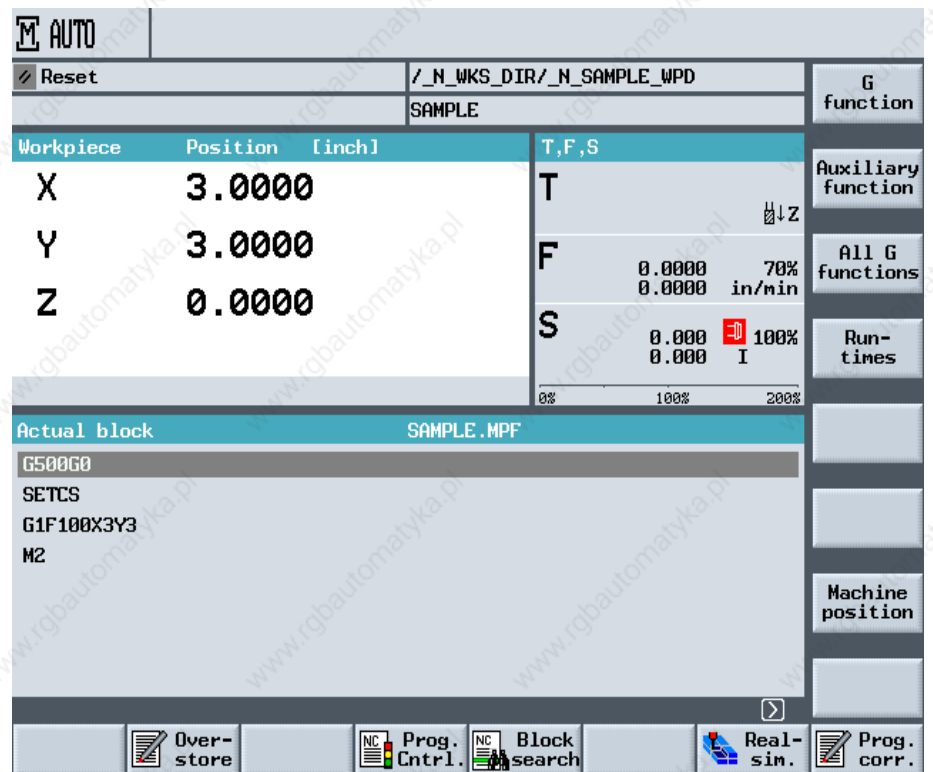 M AUTO
Reset
/_N_WKS_DIR/_N_SAMPLE_WPD
SAMPLE
G function
Workpiece Position [inch]
T,F,S
Auxiliary function
X 3.0000
T
Z
Y 3.0000
F 0.0000 70%
0.0000 in/min
All G functions
Z 0.0000
S 0.000 100%
0.000 I
Run-times
0% 100% 200%
Actual block SAMPLE.MPF
G500G0
SETCS
G1F100X3Y3
M2
Machine position
Over-store
NC Prog. Cntrl.
NC Block search
Real-sim.
Prog. corr.
www.rgbautomatyka.pl